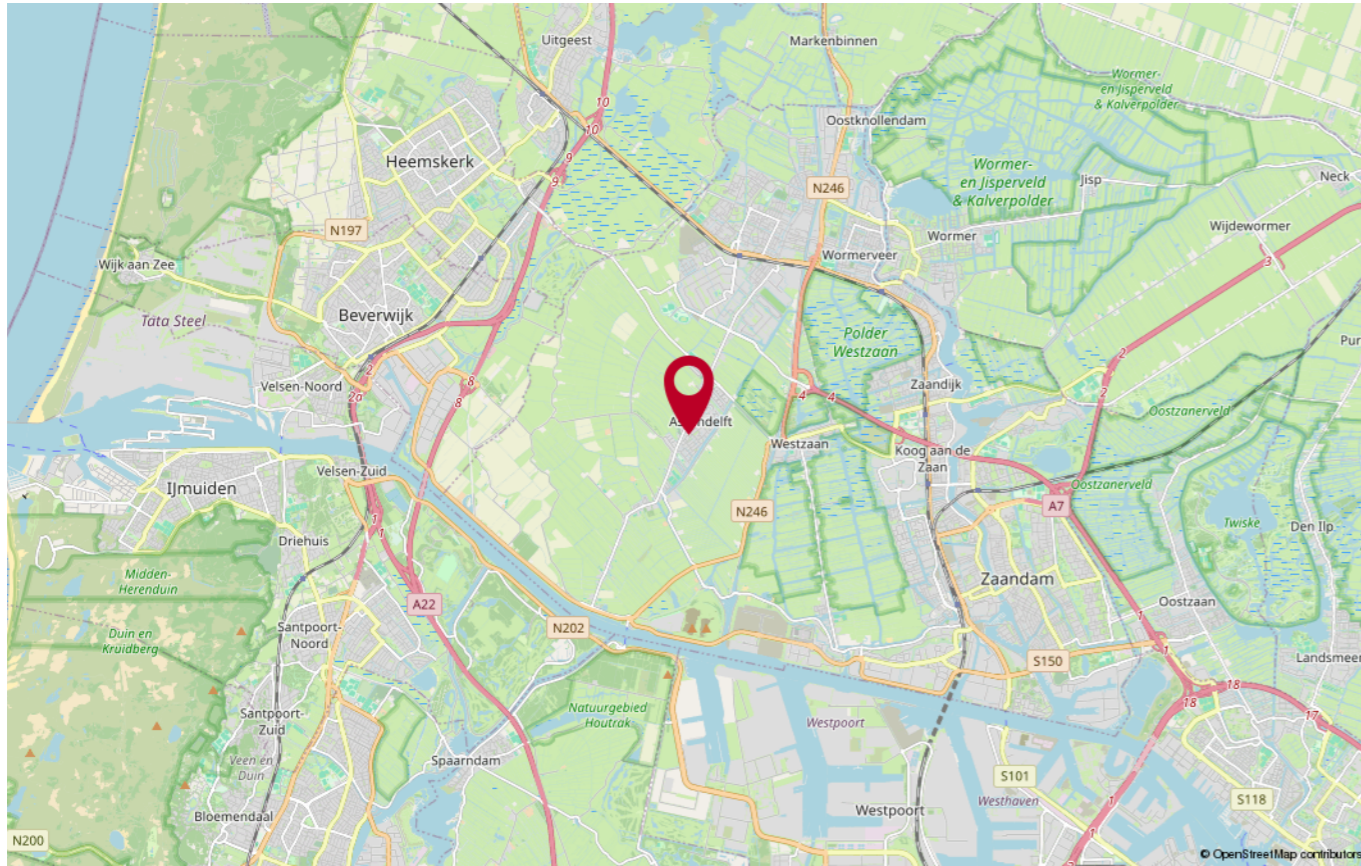 Uitgeest
Markenbinnen
Wormer-
en Jisperveld
& Kalverpolder
10
10
Oostknollendam
Heemskerk
9
9
Wormer-
en Jisperveld
& Kalverpolder
Jisp
Neck
N246
N197
Wormer
Wijdewormer
Wijk aan Zee
Wormerveer
3
Tata Steel
Beverwijk
Polder
Westzaan
2
2
2
2a
Velsen-Noord
8
8
Zaandijk
4
4
Oostzanerveld
Westzaan
Koog aan de
Zaan
Velsen-Zuid
IJmuiden
Oostzanerveld
A7
N246
Twiske
Den Ilp
1
1
Driehuis
Midden-
Herenduin
Zaandam
A22
Oostzaan
Duin en
Kruidberg
Santpoort-
Noord
N202
1
1
S150
Landsmeer
18
18
17
Natuurgebied
Houtrak
Santpoort-
Zuid
Westpoort
Veen en
Duin
Spaarndam
S101
Westhaven
S118
Bloemendaal
Westpoort
1
1
N200
© OpenStreetMap contributors